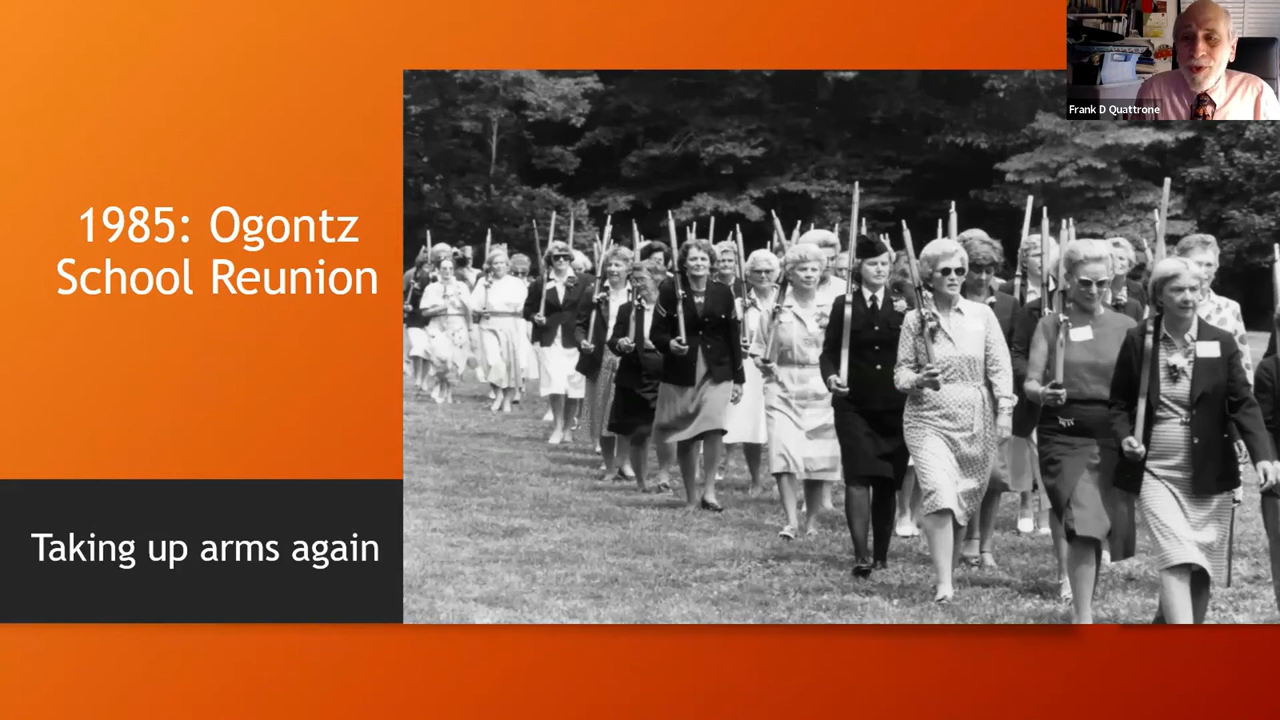 Frank D Quattrone
1985: Ogontz
School Reunion
Taking up arms again